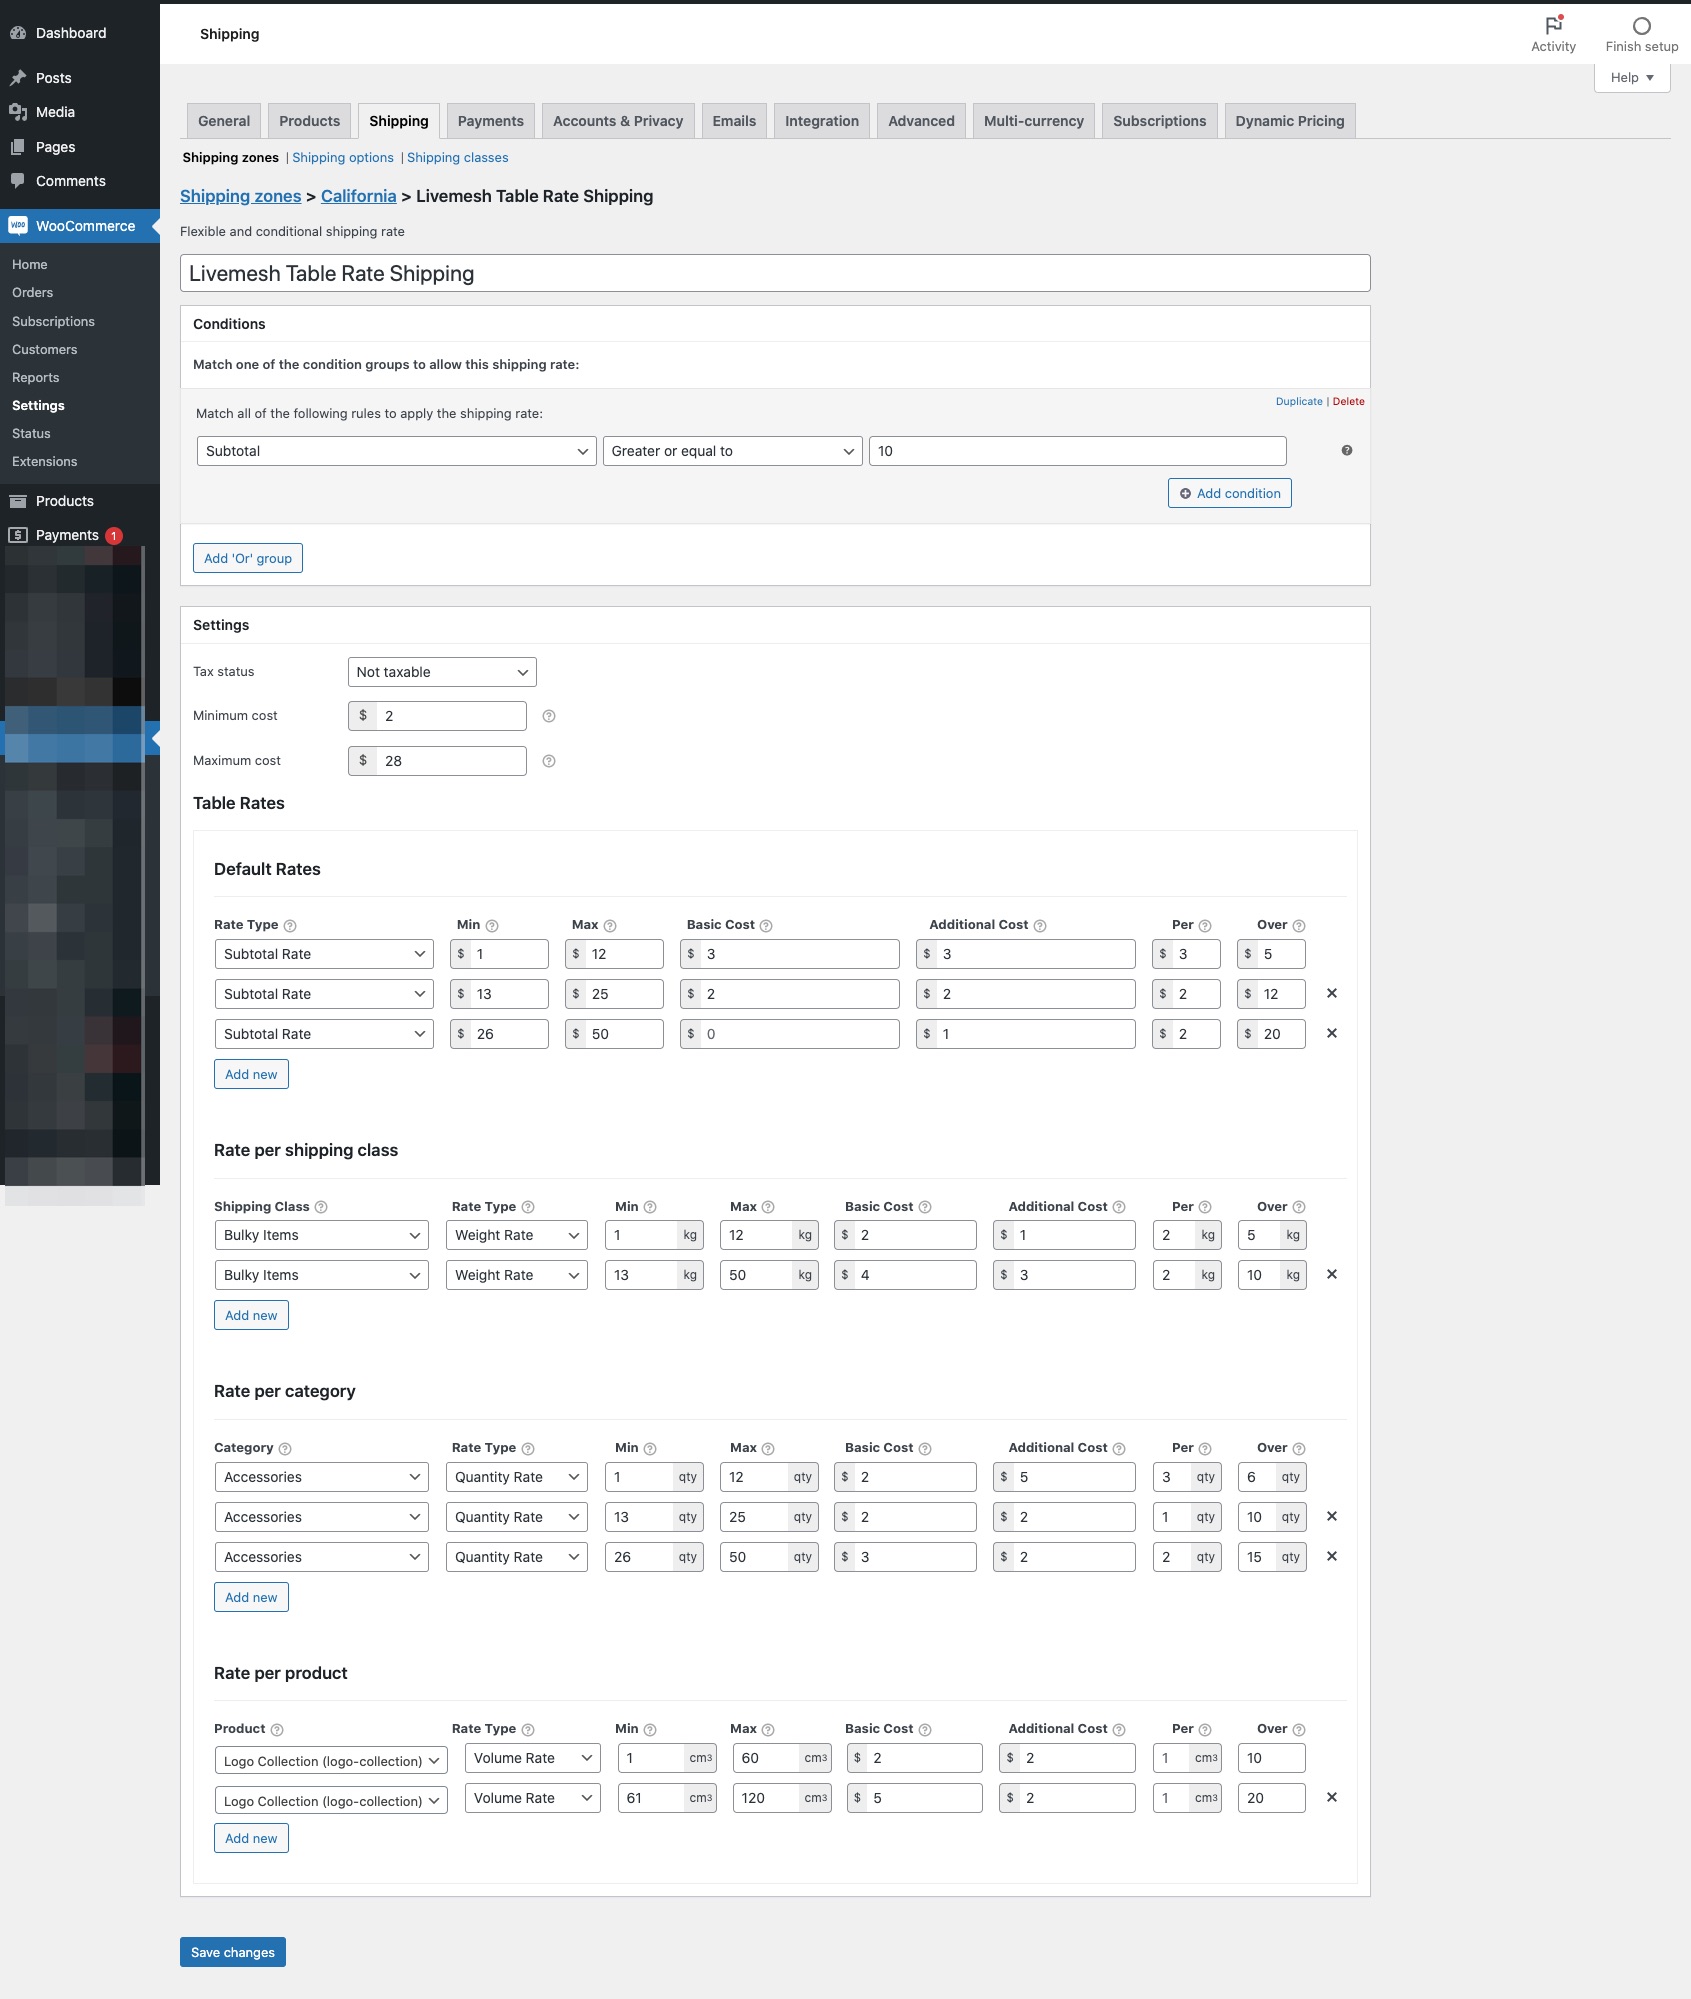 Dashboard
Posts
Media
Pages
Comments
WooCommerce
Home
Orders
Subscriptions
Customers
Reports
Settings
Status
Extensions
Products
Payments 1
Shipping
Activity
Finish setup
Help
General Products Shipping Payments Accounts & Privacy Emails Integration Advanced Multi-currency Subscriptions Dynamic Pricing
Shipping zones | Shipping options | Shipping classes
Shipping zones > California > Livemesh Table Rate Shipping
Flexible and conditional shipping rate
Livemesh Table Rate Shipping
Conditions
Match one of the condition groups to allow this shipping rate:
Duplicate | Delete
Match all of the following rules to apply the shipping rate:
Subtotal Greater or equal to 10
Add condition
Add 'Or' group
Settings
Tax status Not taxable
Minimum cost $ 2
Maximum cost $ 28
Table Rates
Default Rates
Rate Type Min Max Basic Cost Additional Cost Per Over
Subtotal Rate $ 1 $ 12 $ 3 $ 3 $ 3 $ 5
Subtotal Rate $ 13 $ 25 $ 2 $ 2 $ 2 $ 12
Subtotal Rate $ 26 $ 50 $ 0 $ 1 $ 2 $ 20
Add new
Rate per shipping class
Shipping Class Rate Type Min Max Basic Cost Additional Cost Per Over
Bulky Items Weight Rate 1 kg 12 kg $ 2 $ 1 2 kg 5 kg
Bulky Items Weight Rate 13 kg 50 kg $ 4 $ 3 2 kg 10 kg
Add new
Rate per category
Category Rate Type Min Max Basic Cost Additional Cost Per Over
Accessories Quantity Rate 1 qty 12 qty $ 2 $ 5 3 qty 6 qty
Accessories Quantity Rate 13 qty 25 qty $ 2 $ 2 1 qty 10 qty
Accessories Quantity Rate 26 qty 50 qty $ 3 $ 2 2 qty 15 qty
Add new
Rate per product
Product Rate Type Min Max Basic Cost Additional Cost Per Over
Logo Collection (logo-collection) Volume Rate 1 cm3 60 cm3 $ 2 $ 2 1 cm3 10
Logo Collection (logo-collection) Volume Rate 61 cm3 120 cm3 $ 5 $ 2 1 cm3 20
Add new
Save changes